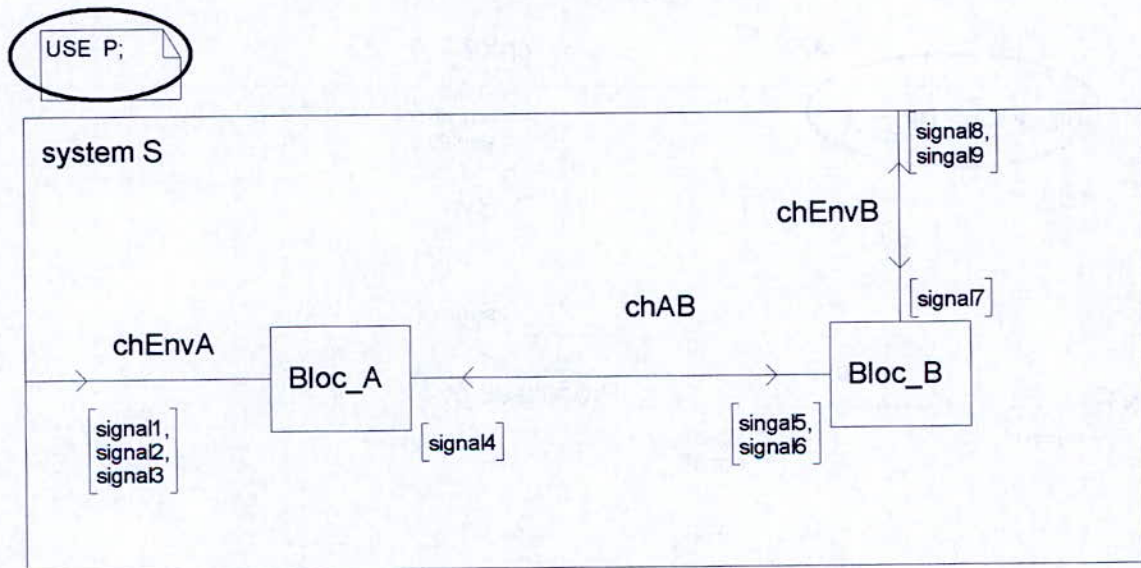 USE P;
system S
signal8,
singal9
chEnvB
signal7
chAB
chEnvA
Bloc_A
Bloc_B
signal1,
signal2,
signal3
signal4
singal5,
signal6